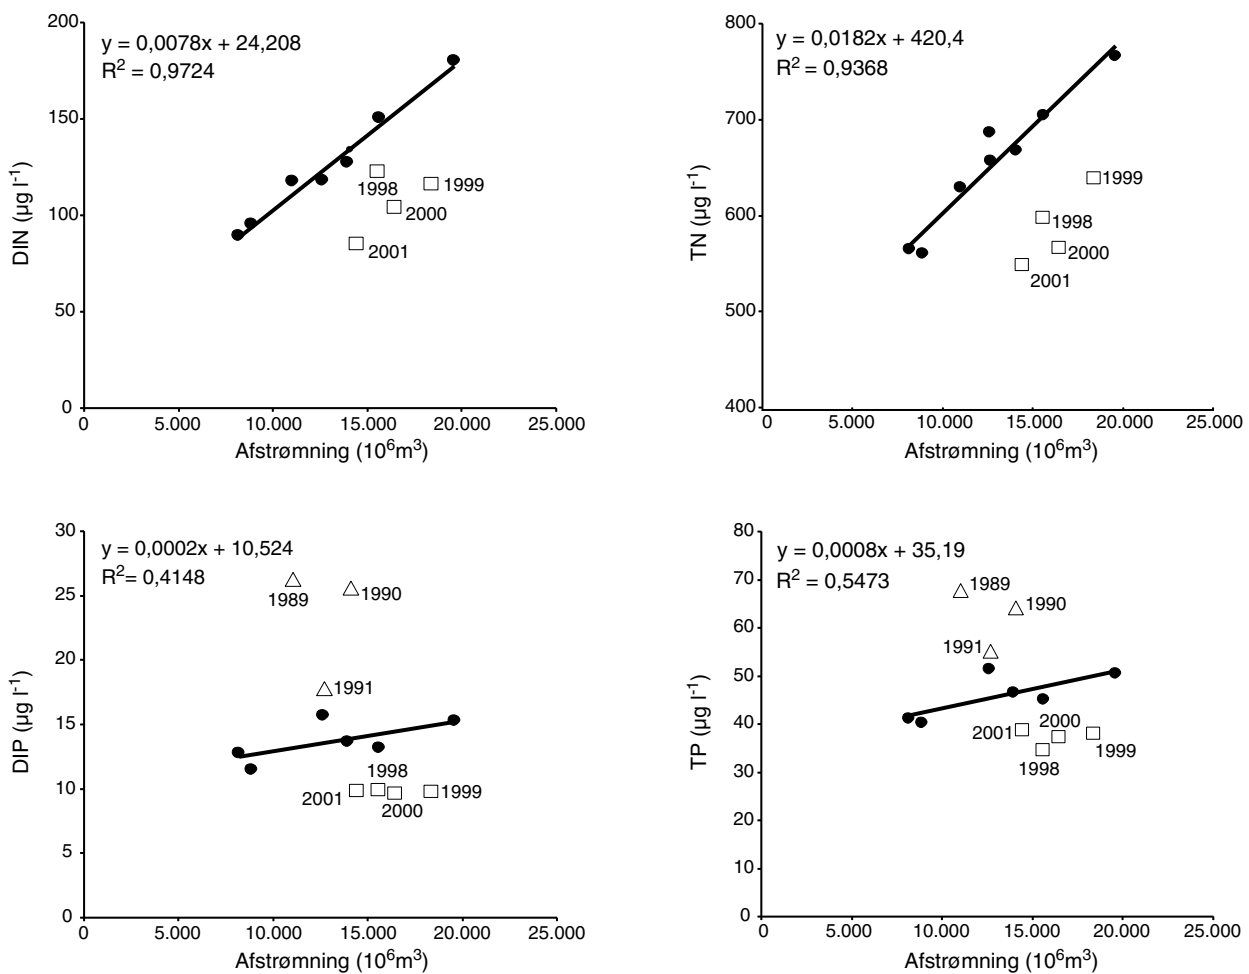 200
150
100
50
0
DIN (µg l-1)
y = 0,0078x + 24,208
R2 = 0,9724
1998
1999
2000
2001
0 5.000 10.000 15.000 20.000 25.000
Afstrømning (106m3)
800
700
600
500
400
TN (µg l-1)
y = 0,0182x + 420,4
R2 = 0,9368
1999
1998
2000
2001
0 5.000 10.000 15.000 20.000 25.000
Afstrømning (106m3)
30
25
20
15
10
5
0
DIP (µg l-1)
y = 0,0002x + 10,524
R2= 0,4148
1989
1990
1991
1998
2001
2000
1999
0 5.000 10.000 15.000 20.000 25.000
Afstrømning (106m3)
80
70
60
50
40
30
20
10
0
TP (µg l-1)
y = 0,0008x + 35,19
R2 = 0,5473
1989
1990
1991
2001
2000
1998
1999
0 5.000 10.000 15.000 20.000 25.000
Afstrømning (106m3)